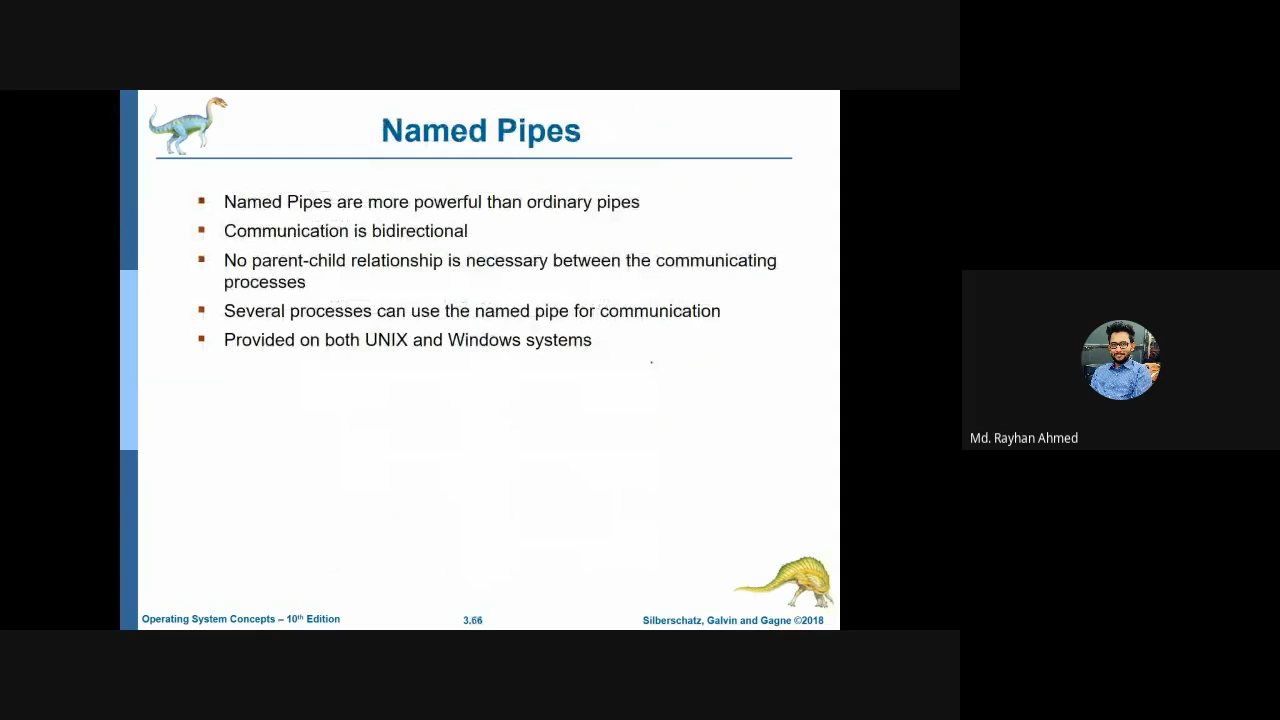 Named Pipes
Named Pipes are more powerful than ordinary pipes
Communication is bidirectional
No parent-child relationship is necessary between the communicating
processes
Several processes can use the named pipe for communication
Provided on both UNIX and Windows systems
Operating System Concepts – 10th Edition
3.66
Silberschatz, Galvin and Gagne ©2018
Md. Rayhan Ahmed